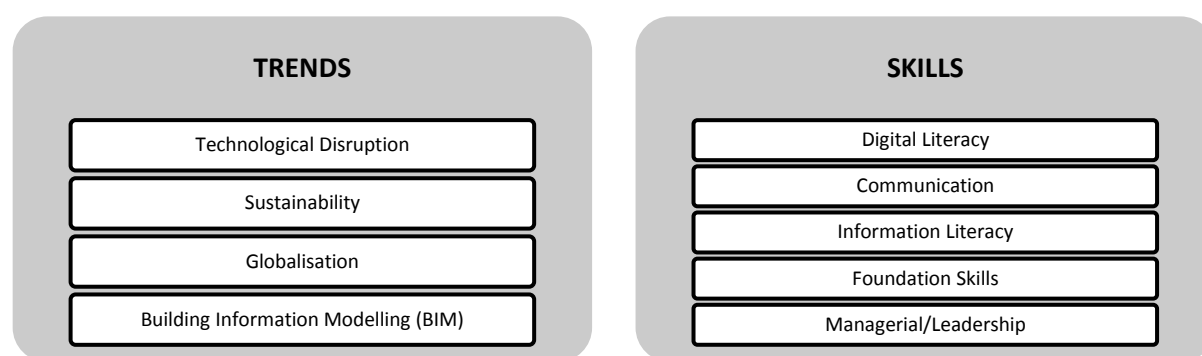 TRENDS
Technological Disruption
Sustainability
Globalisation
Building Information Modelling (BIM)
SKILLS
Digital Literacy
Communication
Information Literacy
Foundation Skills
Managerial/Leadership